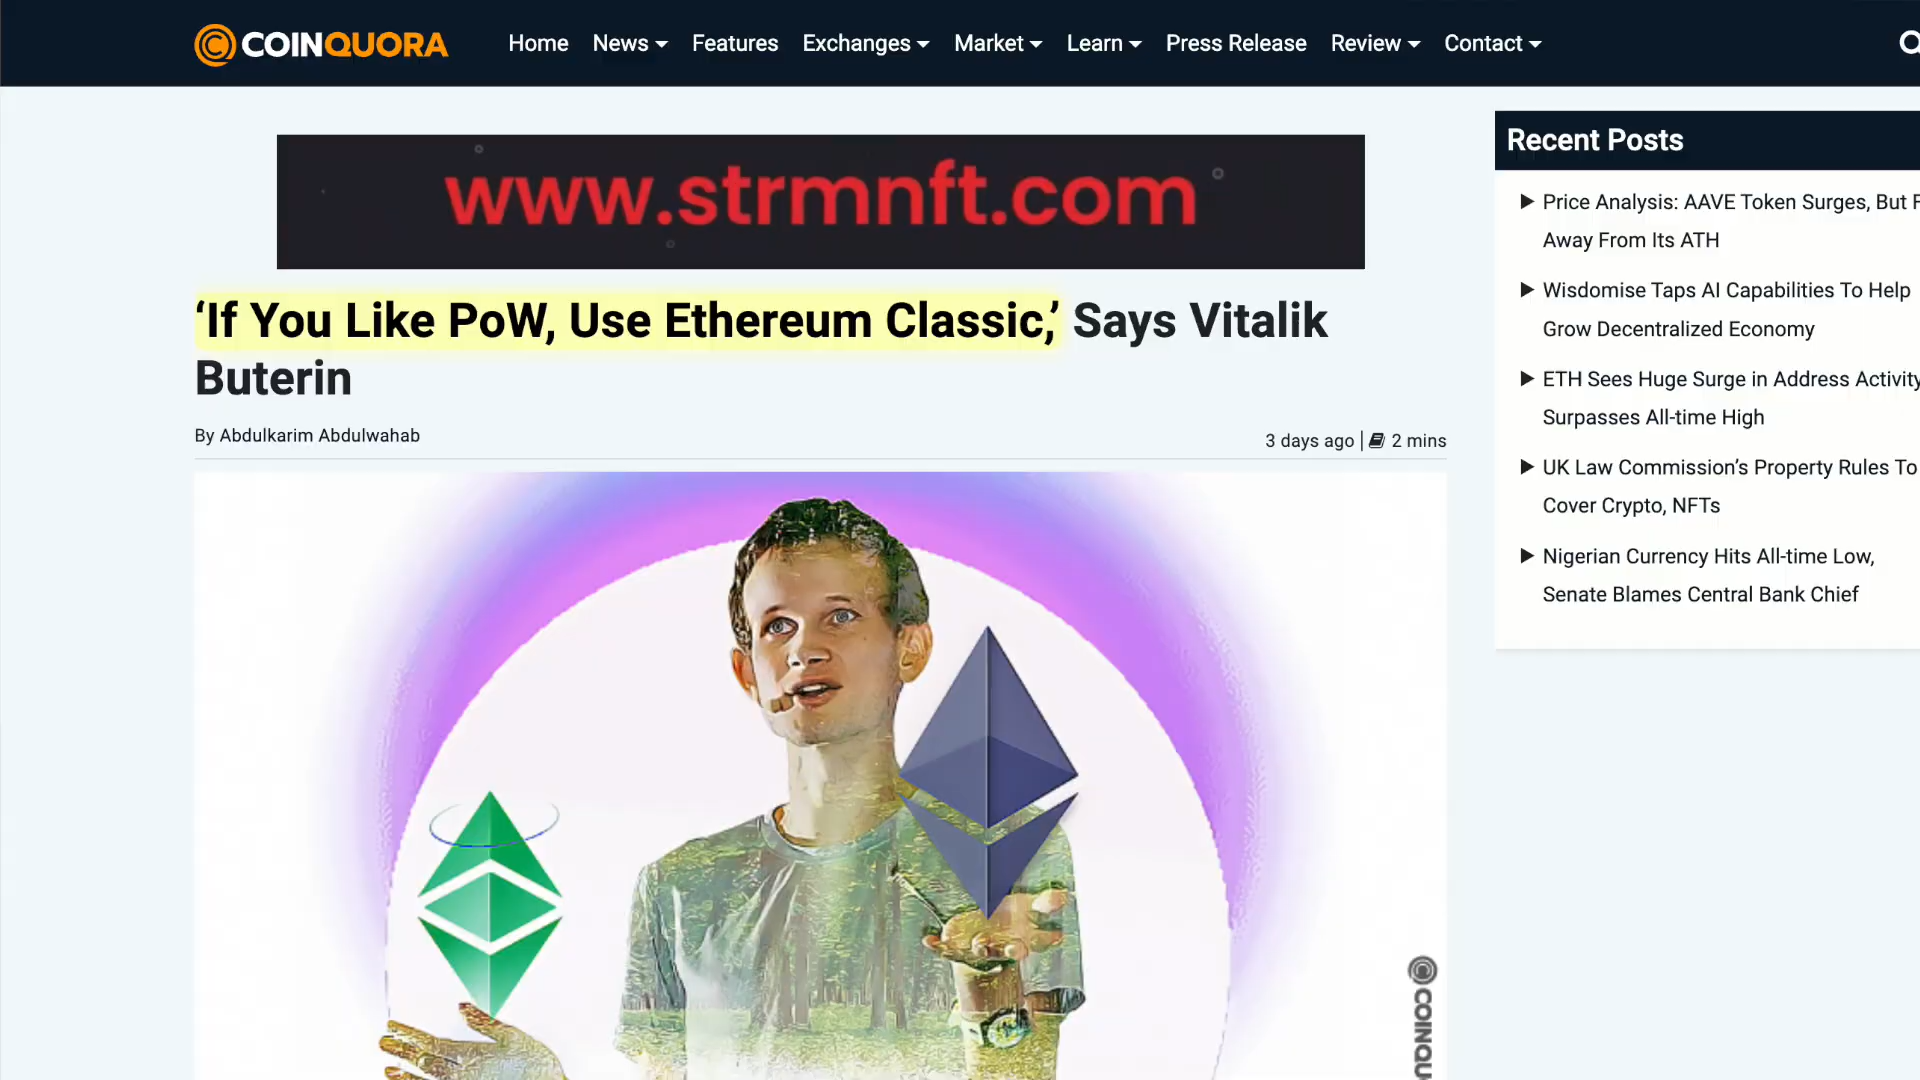 COINQUORA
Home News Features Exchanges Market Learn Press Release Review Contact
www.strmnft.com
‘If You Like PoW, Use Ethereum Classic,’ Says Vitalik
Buterin
By Abdulkarim Abdulwahab
3 days ago | 2 mins
Recent Posts
Price Analysis: AAVE Token Surges, But F
Away From Its ATH
Wisdomise Taps AI Capabilities To Help
Grow Decentralized Economy
ETH Sees Huge Surge in Address Activity
Surpasses All-time High
UK Law Commission’s Property Rules To
Cover Crypto, NFTs
Nigerian Currency Hits All-time Low,
Senate Blames Central Bank Chief
COINQU